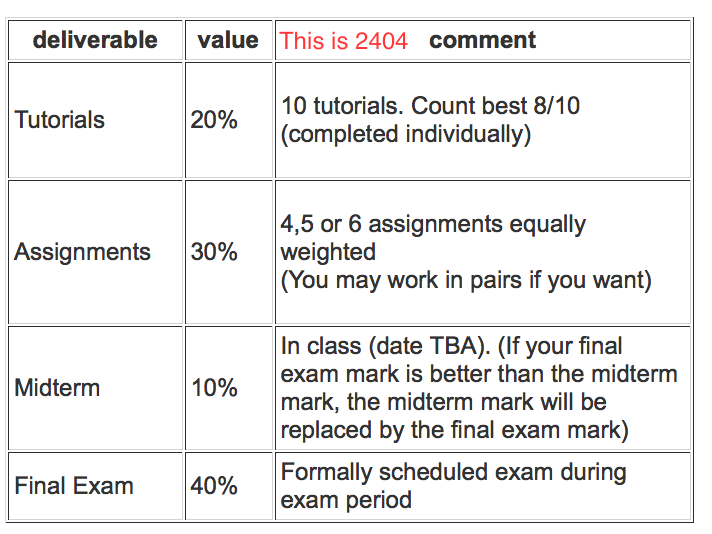 deliverable value This is 2404 comment
Tutorials 20% 10 tutorials. Count best 8/10
(completed individually)
Assignments 30% 4,5 or 6 assignments equally
weighted
(You may work in pairs if you want)
Midterm 10% In class (date TBA). (If your final
exam mark is better than the midterm
mark, the midterm mark will be
replaced by the final exam mark)
Final Exam 40% Formally scheduled exam during
exam period